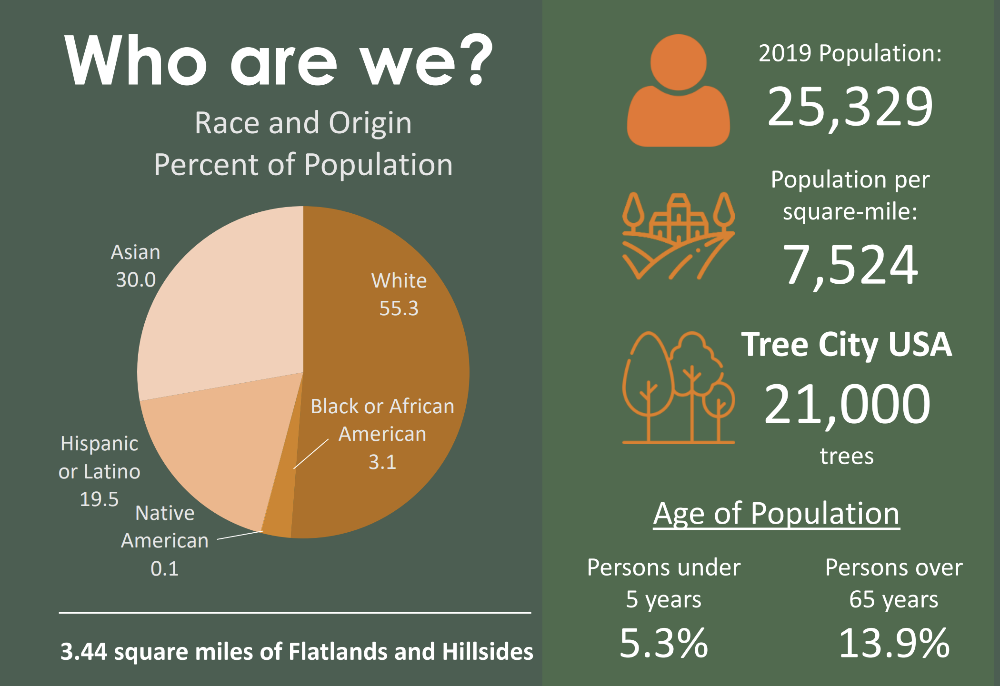 Who are we?
Race and Origin
Percent of Population
Asian
30.0
White
55.3
Black or African
American
3.1
Hispanic
or Latino
19.5
Native
American
0.1
3.44 square miles of Flatlands and Hillsides
2019 Population:
25,329
Population per
square-mile:
7,524
Tree City USA
21,000
trees
Age of Population
Persons under
5 years
5.3%
Persons over
65 years
13.9%